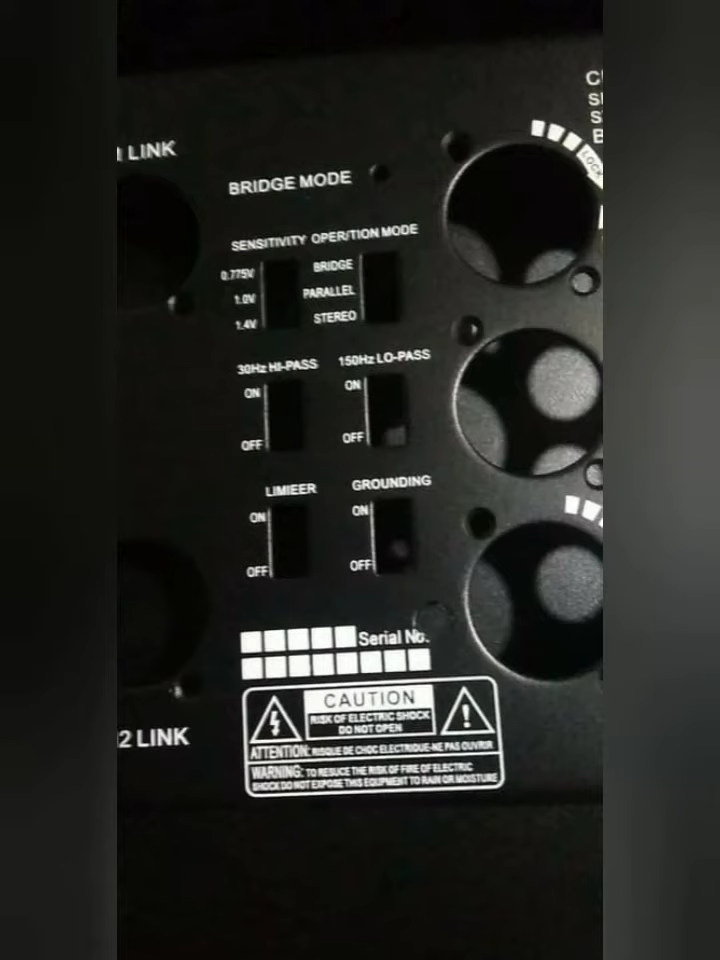 1 LINK
BRIDGE MODE
SENSITIVITY OPER/TION MODE
0.775V
1.0V
1.4V
BRIDGE
PARALLEL
STEREO
30Hz HI-PASS
150Hz LO-PASS
ON
OFF
ON
OFF
LIMIEER
GROUNDING
ON
OFF
ON
OFF
LOCK
Serial No.
2 LINK
CAUTION
RISK OF ELECTRIC SHOCK
DO NOT OPEN
ATTENTION: RISQUE DE CHOC ELECTRIQUE-NE PAS OUVRIR
WARNING: TO RESUCE THE RISK OF FIRE OF ELECTRIC
SHOCK DO NOT EXPOSE THIS EQUIPMENT TO RAIN OR MOISTURE